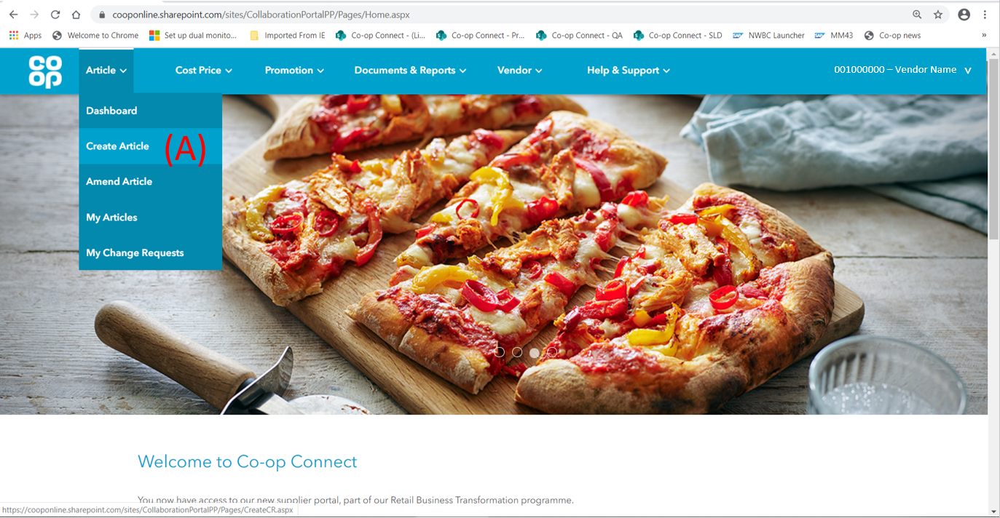 cooponline.sharepoint.com/sites/CollaborationPortalPP/Pages/Home.aspx
Apps Welcome to Chrome Set up dual monito... Imported From IE Co-op Connect - (Li... Co-op Connect - Pr... Co-op Connect - QA Co-op Connect - SLD SAP NWBC Launcher SAP MM43 Co-op news »
co
op
Article Cost Price Promotion Documents & Reports Vendor Help & Support 001000000 – Vendor Name v
Dashboard
Create Article (A)
Amend Article
My Articles
My Change Requests
Welcome to Co-op Connect
You now have access to our new supplier portal, part of our Retail Business Transformation programme.
https://cooponline.sharepoint.com/sites/CollaborationPortalPP/Pages/CreateCR.aspx